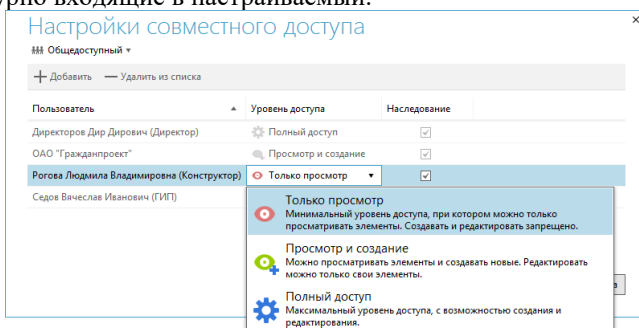 урно входящие в настраиваемый.
Настройки совместного доступа
Общедоступный
Добавить Удалить из списка
Пользователь Уровень доступа Наследование
Директоров Дир Дирович (Директор) Полный доступ
ОАО "Гражданпроект" Просмотр и создание
Рогова Людмила Владимировна (Конструктор) Только просмотр
Седов Вячеслав Иванович (ГИП)
Только просмотр
Минимальный уровень доступа, при котором можно только
просматривать элементы. Создавать и редактировать запрещено.
Просмотр и создание
Можно просматривать элементы и создавать новые. Редактировать
можно только свои элементы.
Полный доступ
Максимальный уровень доступа, с возможностью создания и
редактирования.